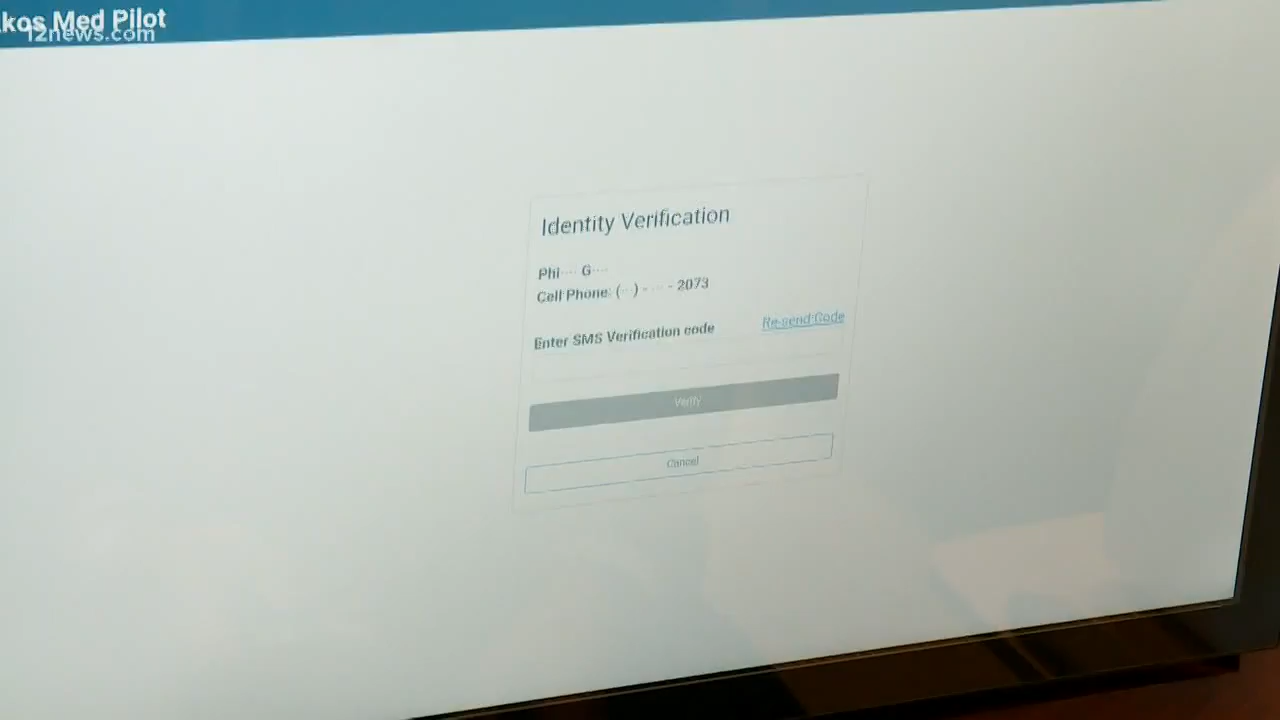 kos Med Pilot
12news.com
Identity Verification
Phi···· G····
Cell Phone: (···) - ··· - 2073
Enter SMS Verification code
Re-send Code
Verify
Cancel